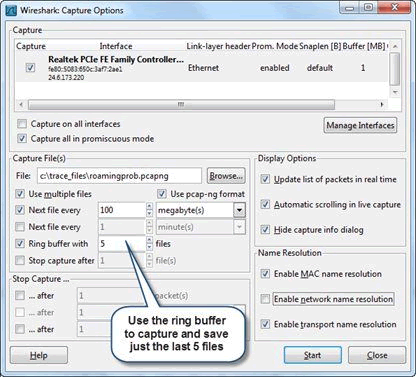 Wireshark: Capture Options
Capture
Capture Interface Link-layer header Prom. Mode Snaplen [B] Buffer [MB]
Realtek PCIe FE Family Controller... Ethernet enabled default 1
fe80:5083:650c:3af7:2ae1
24.6.173.220
Capture on all interfaces
Capture all in promiscuous mode
Manage Interfaces
Capture File(s)
File: c:\trace_files\roamingprob.pcapng Browse...
Use multiple files Use pcap-ng format
Next file every 100 megabyte(s)
Next file every 1 minute(s)
Ring buffer with 5 files
Stop capture after 1 file(s)
Stop Capture ...
... after 1 packet(s)
... after 1
... after 1
Use the ring buffer
to capture and save
just the last 5 files
Display Options
Update list of packets in real time
Automatic scrolling in live capture
Hide capture info dialog
Name Resolution
Enable MAC name resolution
Enable network name resolution
Enable transport name resolution
Help Start Close